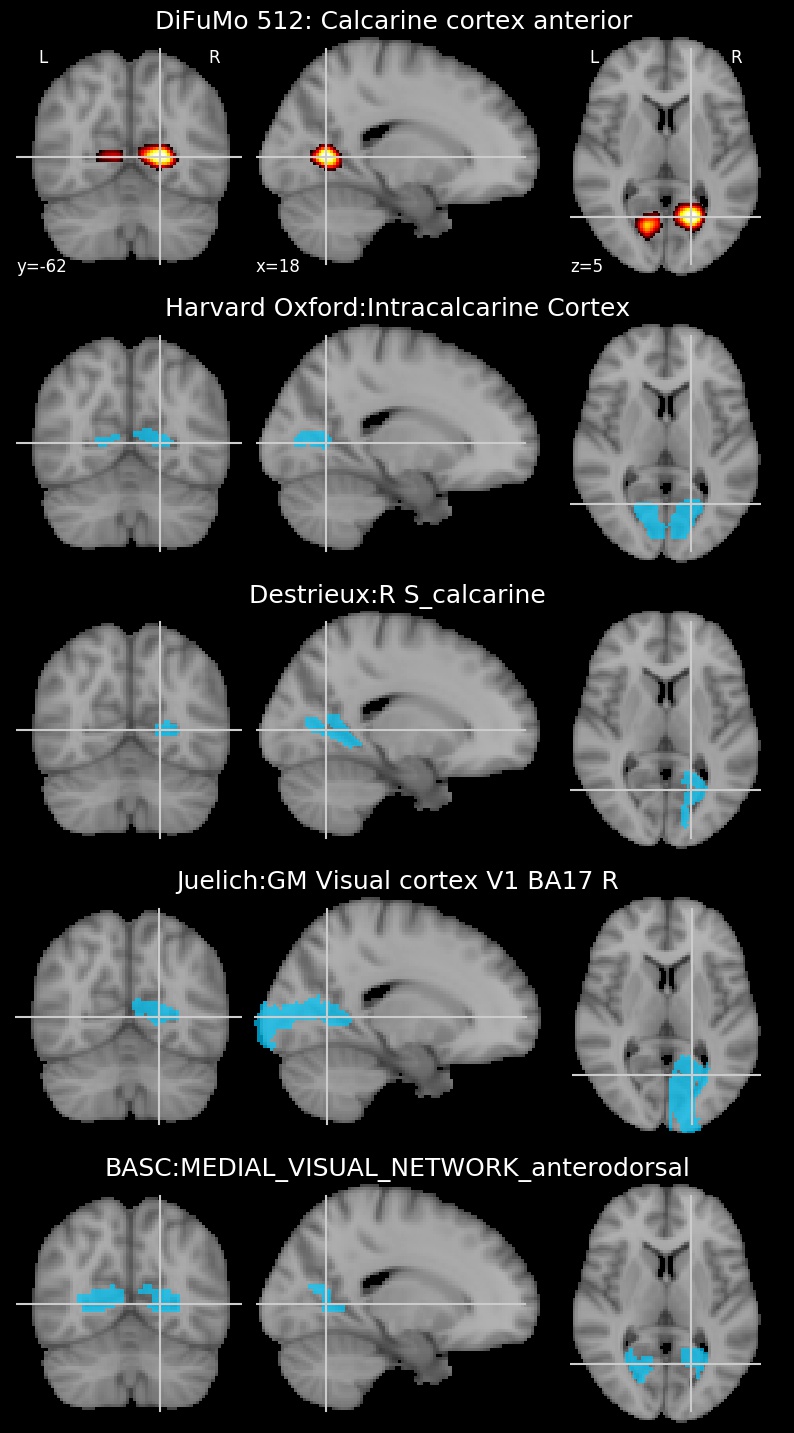 DiFuMo 512: Calcarine cortex anterior
L R L R
y=-62 x=18 z=5
Harvard Oxford:Intracalcarine Cortex
Destrieux:R S_calcarine
Juelich:GM Visual cortex V1 BA17 R
BASC:MEDIAL_VISUAL_NETWORK_anterodorsal